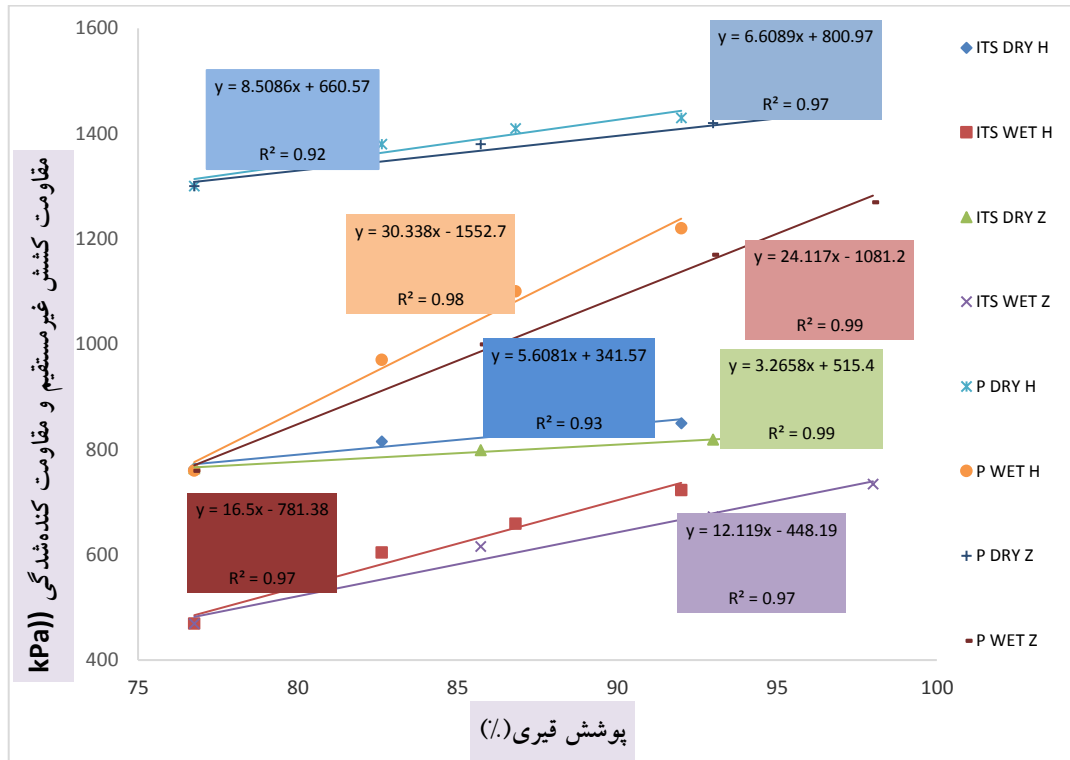 مقاومت کشش غیرمستقیم و مقاومت کنده‌شدگی
kPa))
1600
1400
1200
1000
800
600
400
75
80
85
90
95
100
پوشش قیری(٪)
y = 8.5086x + 660.57
R² = 0.92
y = 6.6089x + 800.97
R² = 0.97
y = 30.338x - 1552.7
R² = 0.98
y = 24.117x - 1081.2
R² = 0.99
y = 5.6081x + 341.57
R² = 0.93
y = 3.2658x + 515.4
R² = 0.99
y = 16.5x - 781.38
R² = 0.97
y = 12.119x - 448.19
R² = 0.97
ITS DRY H
ITS WET H
ITS DRY Z
ITS WET Z
P DRY H
P WET H
P DRY Z
P WET Z